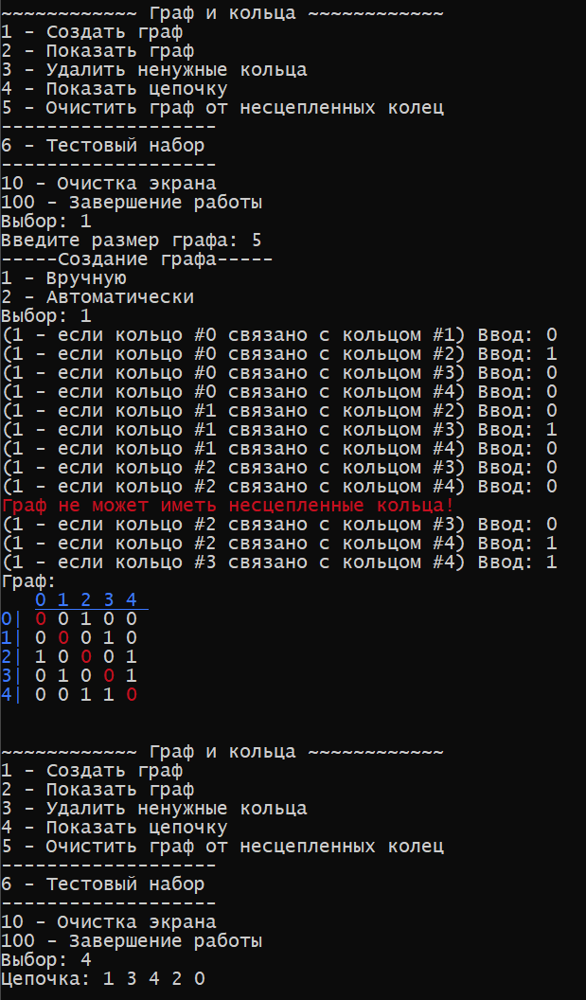 ~~~~~~~~~~~~ Граф и кольца ~~~~~~~~~~~~
1 - Создать граф
2 - Показать граф
3 - Удалить ненужные кольца
4 - Показать цепочку
5 - Очистить граф от несцепленных колец
-------------------
6 - Тестовый набор
-------------------
10 - Очистка экрана
100 - Завершение работы
Выбор: 1
Введите размер графа: 5
-----Создание графа-----
1 - Вручную
2 - Автоматически
Выбор: 1
(1 - если кольцо #0 связано с кольцом #1) Ввод: 0
(1 - если кольцо #0 связано с кольцом #2) Ввод: 1
(1 - если кольцо #0 связано с кольцом #3) Ввод: 0
(1 - если кольцо #0 связано с кольцом #4) Ввод: 0
(1 - если кольцо #1 связано с кольцом #2) Ввод: 0
(1 - если кольцо #1 связано с кольцом #3) Ввод: 1
(1 - если кольцо #1 связано с кольцом #4) Ввод: 0
(1 - если кольцо #2 связано с кольцом #3) Ввод: 0
(1 - если кольцо #2 связано с кольцом #4) Ввод: 0
Граф не может иметь несцепленные кольца!
(1 - если кольцо #2 связано с кольцом #3) Ввод: 0
(1 - если кольцо #2 связано с кольцом #4) Ввод: 1
(1 - если кольцо #3 связано с кольцом #4) Ввод: 1
Граф:
   0 1 2 3 4
0| 0 0 1 0 0
1| 0 0 0 1 0
2| 1 0 0 0 1
3| 0 1 0 0 1
4| 0 0 1 1 0
~~~~~~~~~~~~ Граф и кольца ~~~~~~~~~~~~
1 - Создать граф
2 - Показать граф
3 - Удалить ненужные кольца
4 - Показать цепочку
5 - Очистить граф от несцепленных колец
-------------------
6 - Тестовый набор
-------------------
10 - Очистка экрана
100 - Завершение работы
Выбор: 4
Цепочка: 1 3 4 2 0